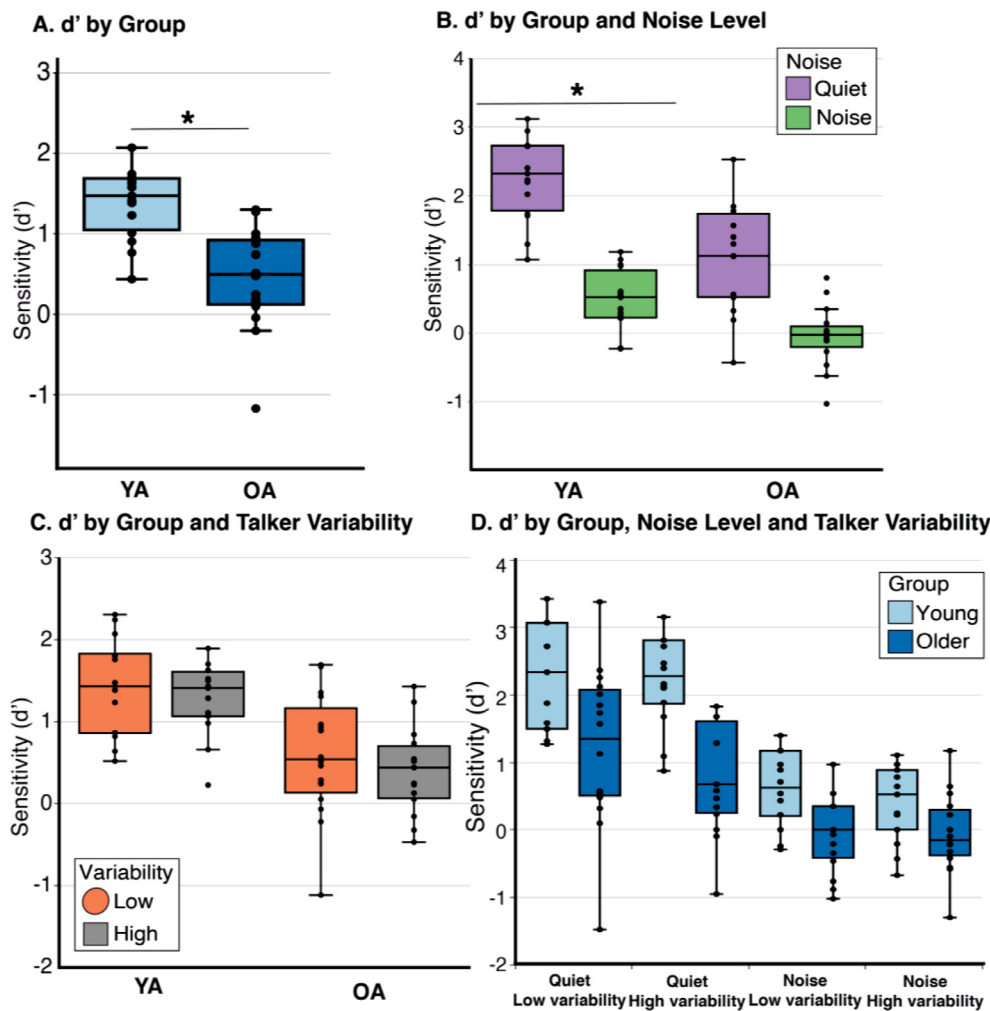 A. d' by Group
3
2
1
0
-1
Sensitivity (d')
*
YA
OA
B. d' by Group and Noise Level
4
3
2
1
0
-1
Sensitivity (d')
*
Noise
Quiet
Noise
YA
OA
C. d' by Group and Talker Variability
3
2
1
0
-1
-2
Sensitivity (d')
Variability
Low
High
YA
OA
D. d' by Group, Noise Level and Talker Variability
4
3
2
1
0
-1
-2
Sensitivity (d')
Group
Young
Older
Quiet
Low variability
Quiet
High variability
Noise
Low variability
Noise
High variability